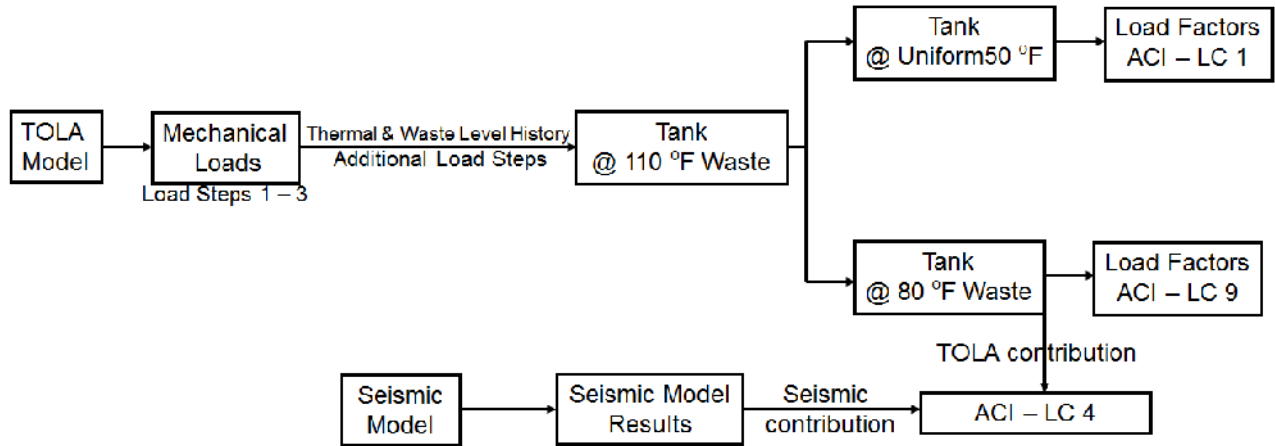 TOLA
Model
Mechanical
Loads
Load Steps 1 – 3
Thermal & Waste Level History
Additional Load Steps
Tank
@ 110 °F Waste
Tank
@ Uniform50 °F
Load Factors
ACI – LC 1
Tank
@ 80 °F Waste
Load Factors
ACI – LC 9
TOLA contribution
Seismic
Model
Seismic Model
Results
Seismic
contribution
ACI – LC 4